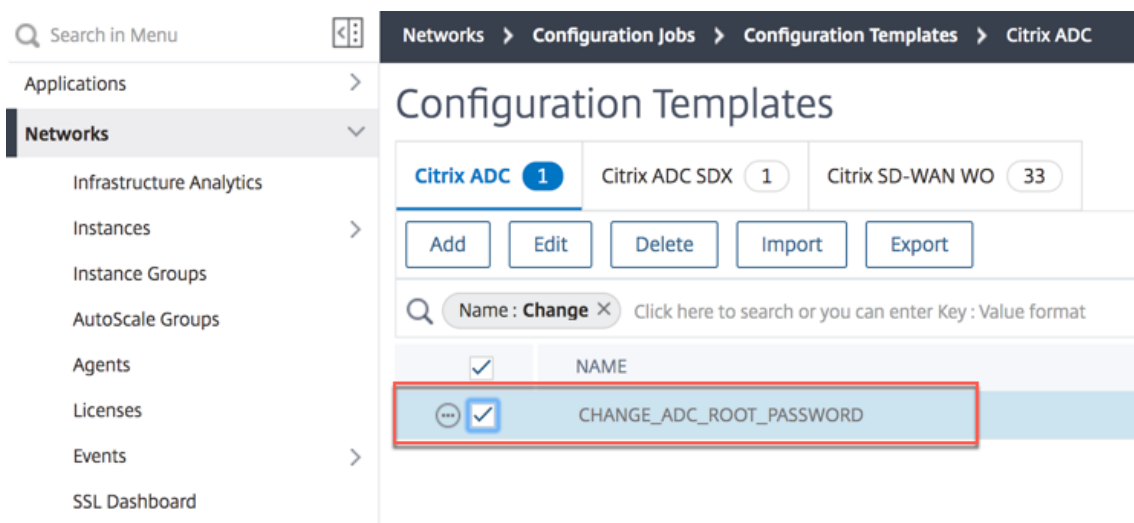 Search in Menu
Applications
Networks
Infrastructure Analytics
Instances
Instance Groups
AutoScale Groups
Agents
Licenses
Events
SSL Dashboard
Networks > Configuration Jobs > Configuration Templates > Citrix ADC
Configuration Templates
Citrix ADC 1 Citrix ADC SDX 1 Citrix SD-WAN WO 33
Add Edit Delete Import Export
Name : Change × Click here to search or you can enter Key : Value format
NAME
CHANGE_ADC_ROOT_PASSWORD